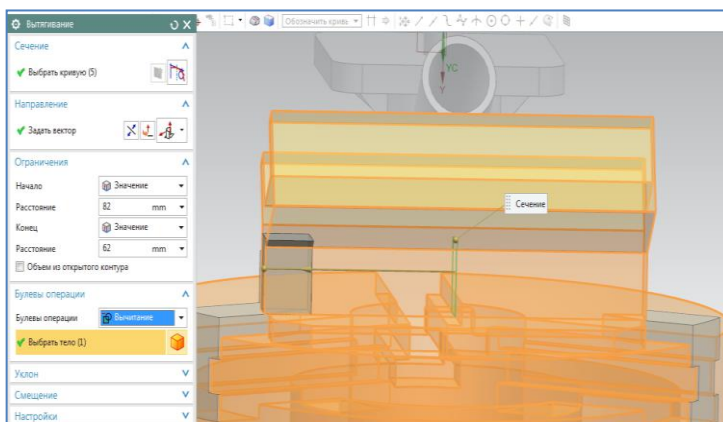 Вытягивание
Обозначить кривь
Сечение
Выбрать кривую (5)
Направление
Задать вектор
Ограничения
Начало Значение
Расстояние 82 mm
Конец Значение
Расстояние 62 mm
Объем из открытого контура
Булевы операции
Булевы операции Вычитание
Выбрать тело (1)
Уклон
Смещение
Настройки
YC
Y
Сечение